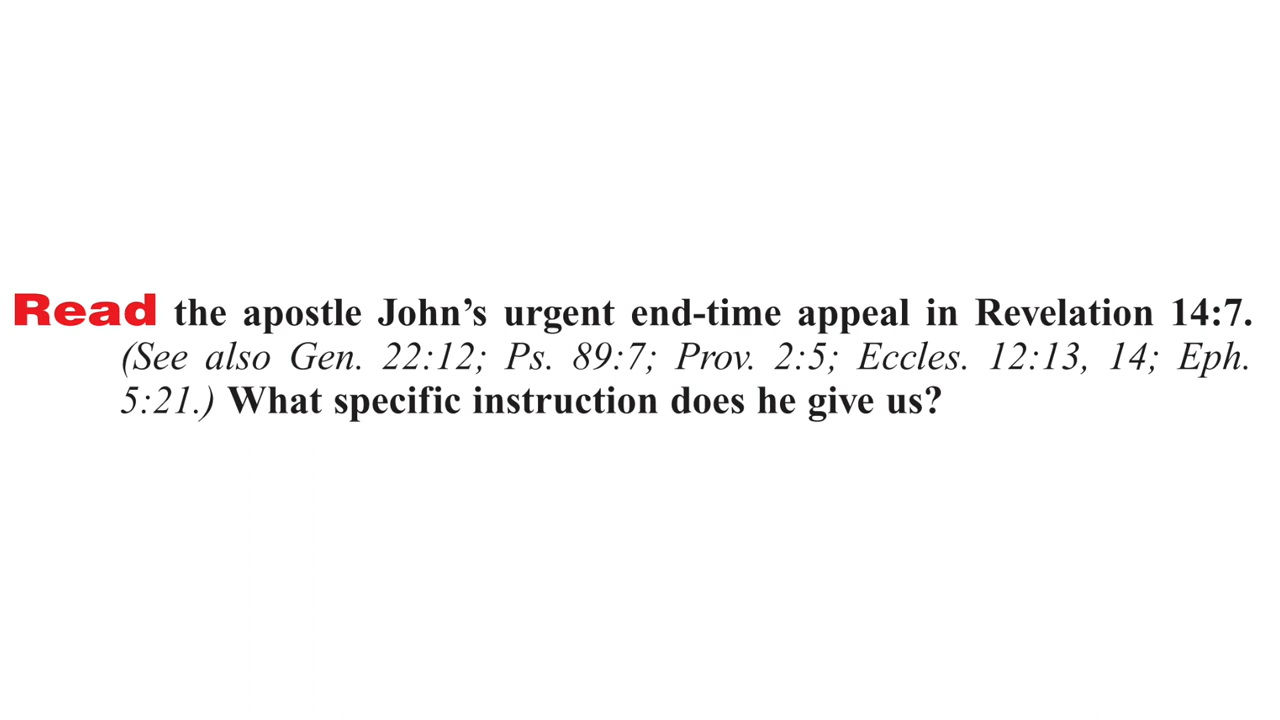 Read the apostle John’s urgent end-time appeal in Revelation 14:7.
(See also Gen. 22:12; Ps. 89:7; Prov. 2:5; Eccles. 12:13, 14; Eph.
5:21.) What specific instruction does he give us?